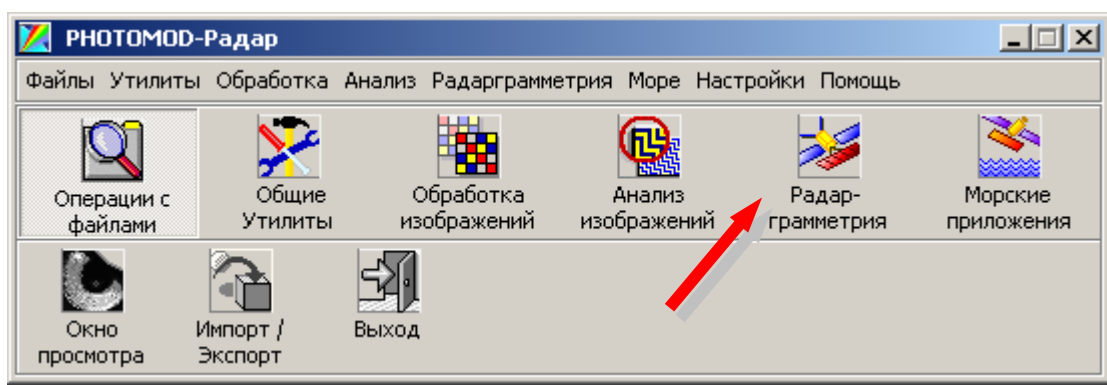 PHOTOMOD-Радар
Файлы Утилиты Обработка Анализ Радарграмметрия Море Настройки Помощь
Операции с
файлами
Общие
Утилиты
Обработка
изображений
Анализ
изображений
Радар-
грамметрия
Морские
приложения
Окно
просмотра
Импорт /
Экспорт
Выход